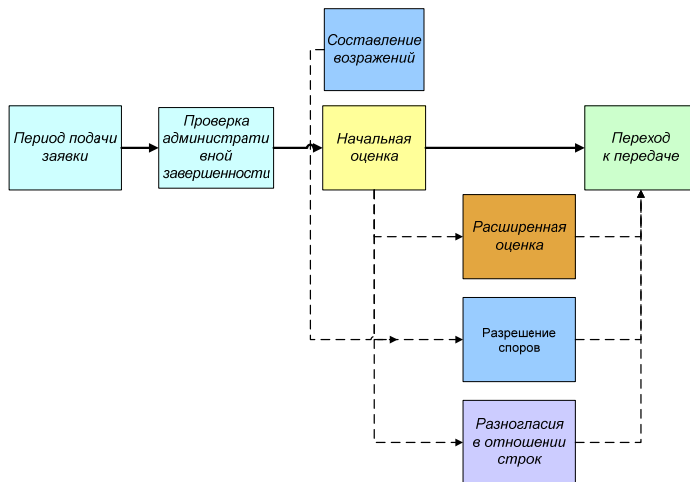 Составление
возражений
Период подачи
заявки
Проверка
администрати
вной
завершенности
Начальная
оценка
Переход
к передаче
Расширенная
оценка
Разрешение
споров
Разногласия
в отношении
строк